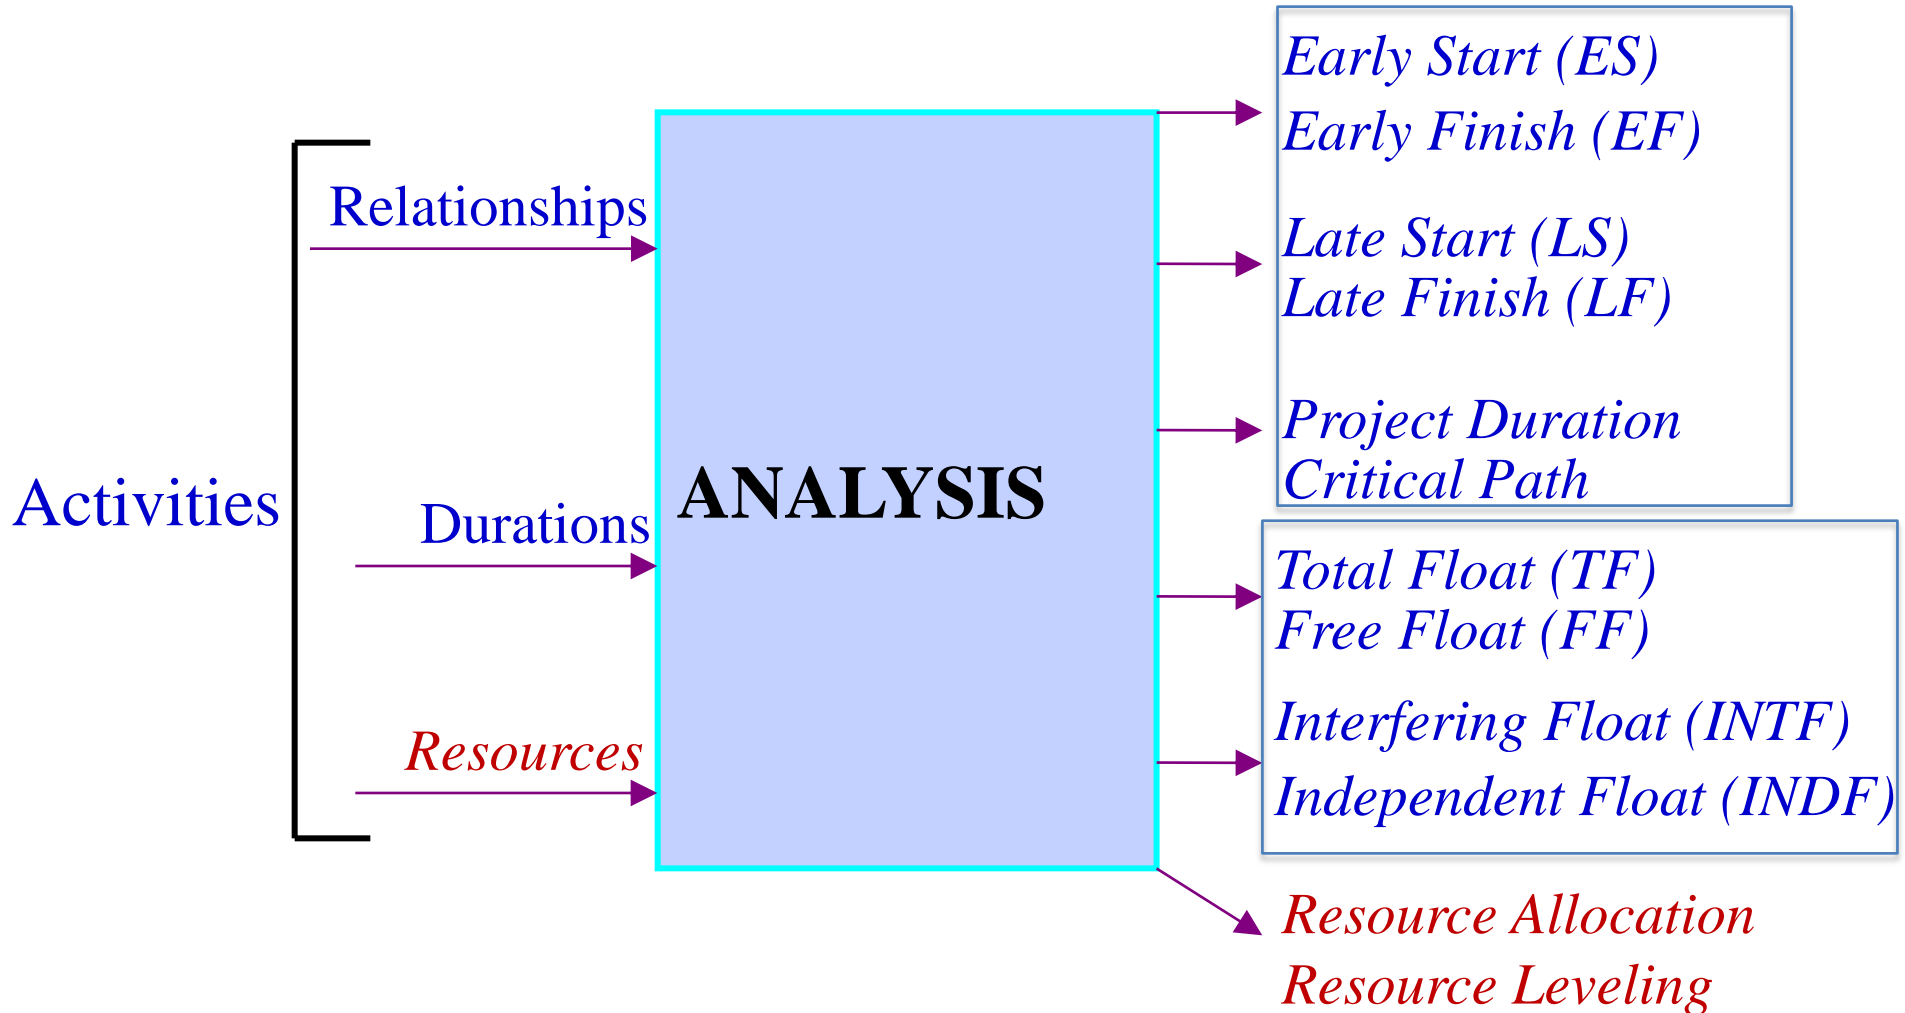 Activities
Relationships
Durations
Resources
ANALYSIS
Early Start (ES)
Early Finish (EF)
Late Start (LS)
Late Finish (LF)
Project Duration
Critical Path
Total Float (TF)
Free Float (FF)
Interfering Float (INTF)
Independent Float (INDF)
Resource Allocation
Resource Leveling